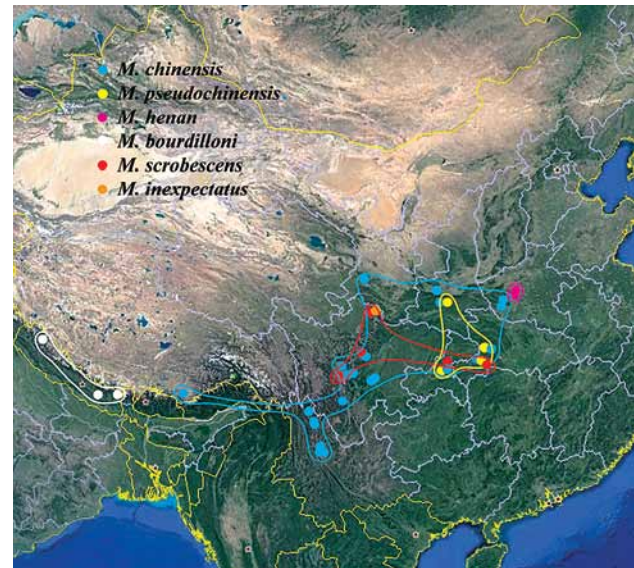 M. chinensis
M. pseudochinensis
M. henan
M. bourdilloni
M. scrobescens
M. inexpectatus